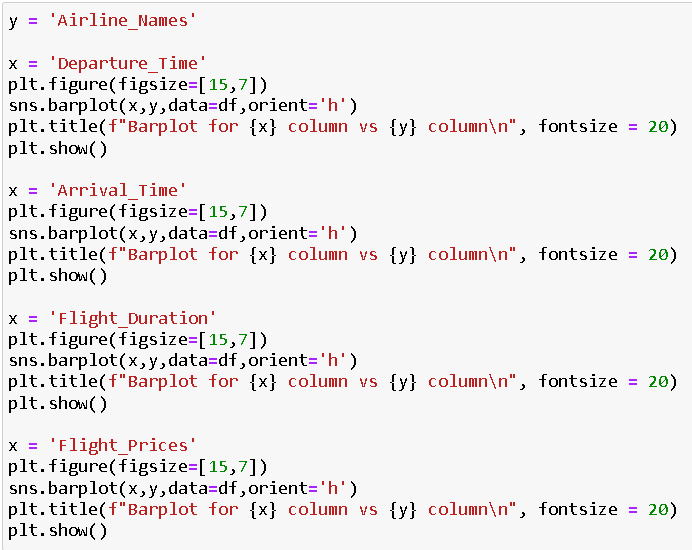 y = 'Airline_Names'

x = 'Departure_Time'
plt.figure(figsize=[15,7])
sns.barplot(x,y,data=df,orient='h')
plt.title(f"Barplot for {x} column vs {y} column\n", fontsize = 20)
plt.show()

x = 'Arrival_Time'
plt.figure(figsize=[15,7])
sns.barplot(x,y,data=df,orient='h')
plt.title(f"Barplot for {x} column vs {y} column\n", fontsize = 20)
plt.show()

x = 'Flight_Duration'
plt.figure(figsize=[15,7])
sns.barplot(x,y,data=df,orient='h')
plt.title(f"Barplot for {x} column vs {y} column\n", fontsize = 20)
plt.show()

x = 'Flight_Prices'
plt.figure(figsize=[15,7])
sns.barplot(x,y,data=df,orient='h')
plt.title(f"Barplot for {x} column vs {y} column\n", fontsize = 20)
plt.show()